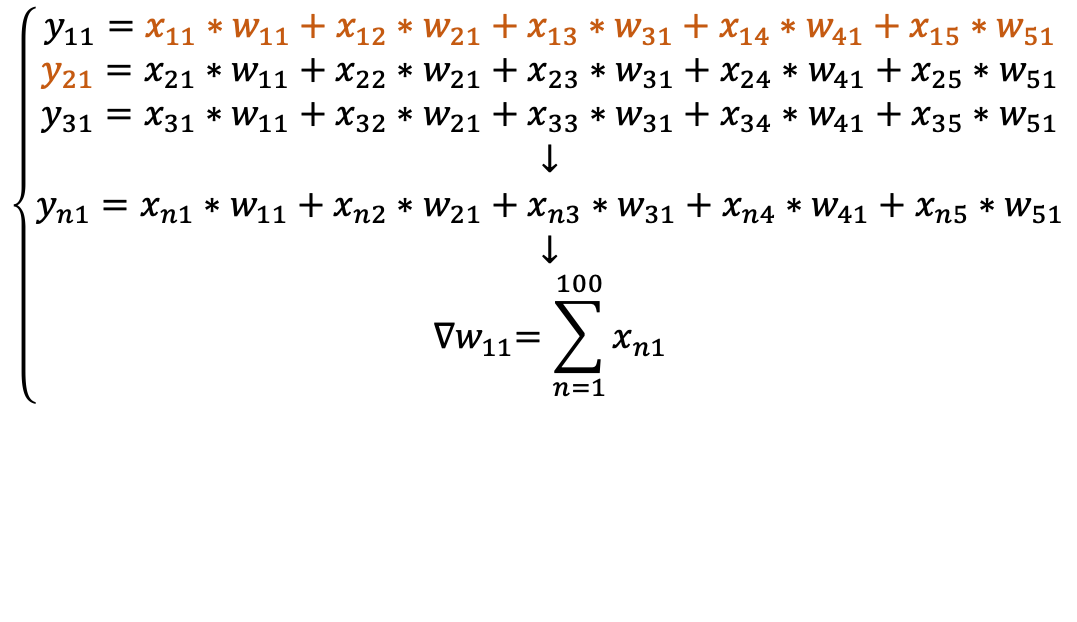 y₁₁ = x₁₁ * w₁₁ + x₁₂ * w₂₁ + x₁₃ * w₃₁ + x₁₄ * w₄₁ + x₁₅ * w₅₁
y₂₁ = x₂₁ * w₁₁ + x₂₂ * w₂₁ + x₂₃ * w₃₁ + x₂₄ * w₄₁ + x₂₅ * w₅₁
y₃₁ = x₃₁ * w₁₁ + x₃₂ * w₂₁ + x₃₃ * w₃₁ + x₃₄ * w₄₁ + x₃₅ * w₅₁
↓
yₙ₁ = xₙ₁ * w₁₁ + xₙ₂ * w₂₁ + xₙ₃ * w₃₁ + xₙ₄ * w₄₁ + xₙ₅ * w₅₁
↓
100
∇w₁₁= ∑ xₙ₁
n=1